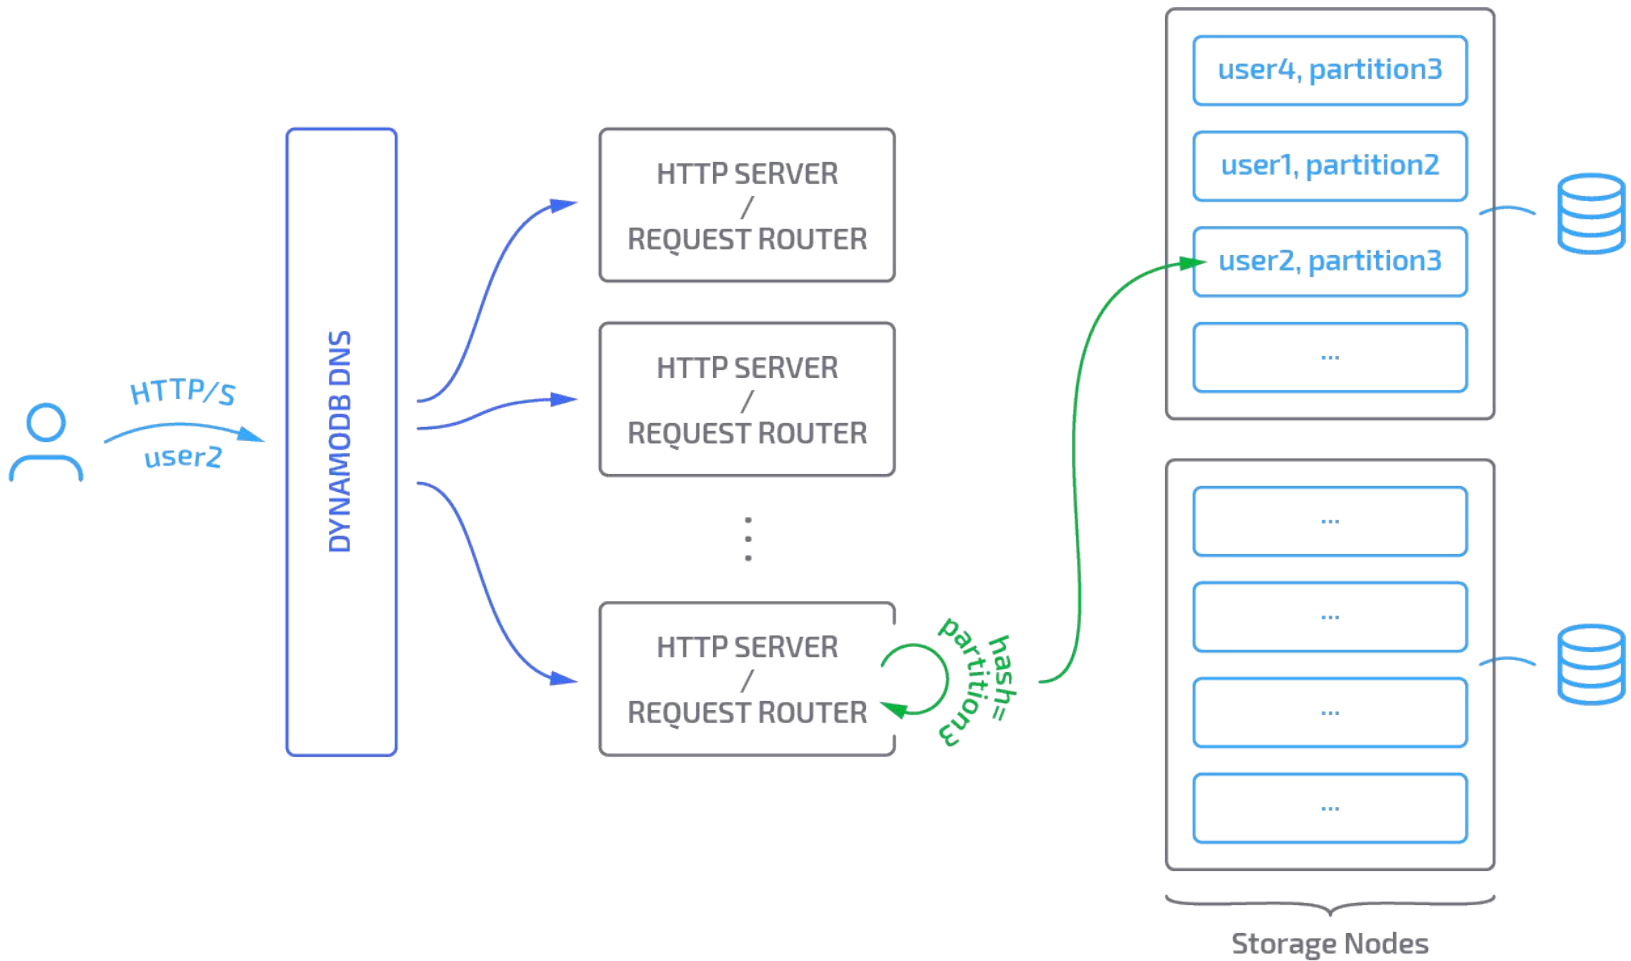 HTTP/S
user2
DYNAMODB DNS
HTTP SERVER
/
REQUEST ROUTER
HTTP SERVER
/
REQUEST ROUTER
⋮
HTTP SERVER
/
REQUEST ROUTER
hash=
partition3
user4, partition3
user1, partition2
user2, partition3
...
...
...
...
...
Storage Nodes